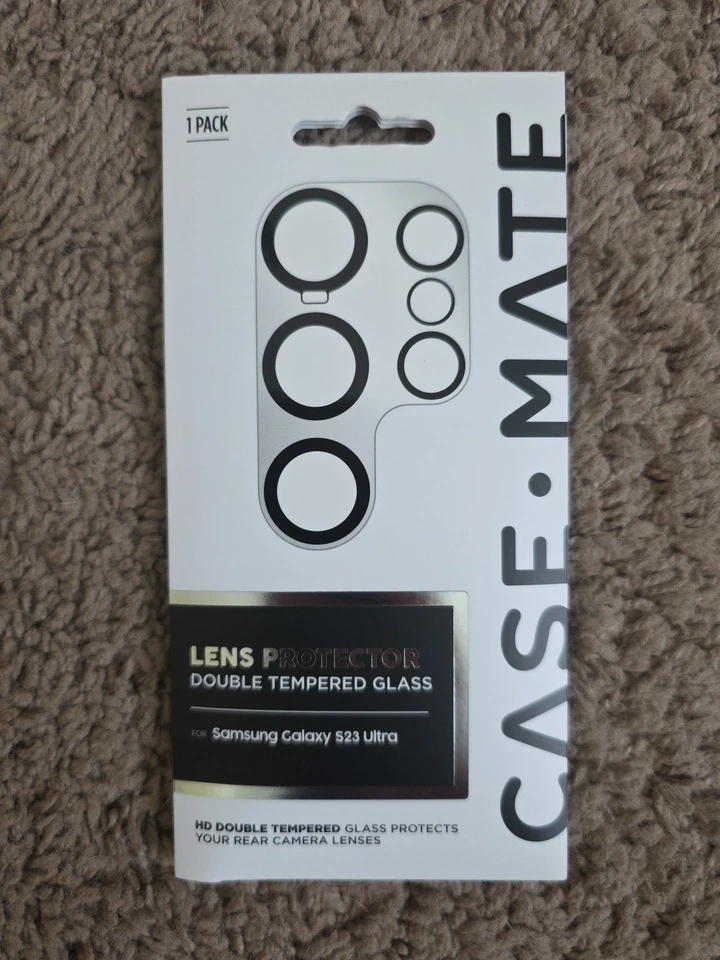 1 PACK
CASE•MATE
LENS PROTECTOR
DOUBLE TEMPERED GLASS
FOR Samsung Galaxy S23 Ultra
HD DOUBLE TEMPERED GLASS PROTECTS
YOUR REAR CAMERA LENSES